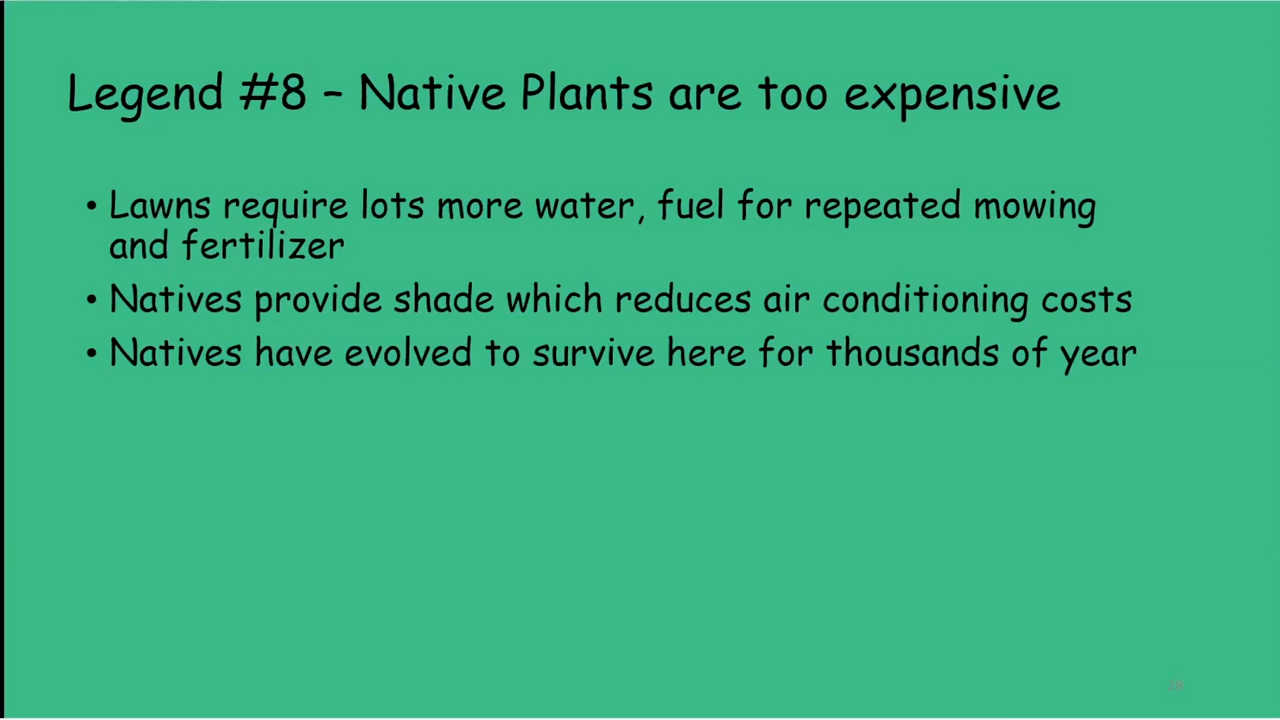 Legend #8 – Native Plants are too expensive
• Lawns require lots more water, fuel for repeated mowing
and fertilizer
• Natives provide shade which reduces air conditioning costs
• Natives have evolved to survive here for thousands of year